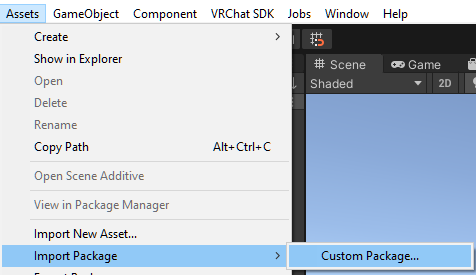 Assets GameObject Component VRChat SDK Jobs Window Help
Create
Show in Explorer
Open
Delete
Rename
Copy Path Alt+Ctrl+C
Open Scene Additive
View in Package Manager
Import New Asset...
Import Package
Custom Package...
Scene Game
Shaded 2D